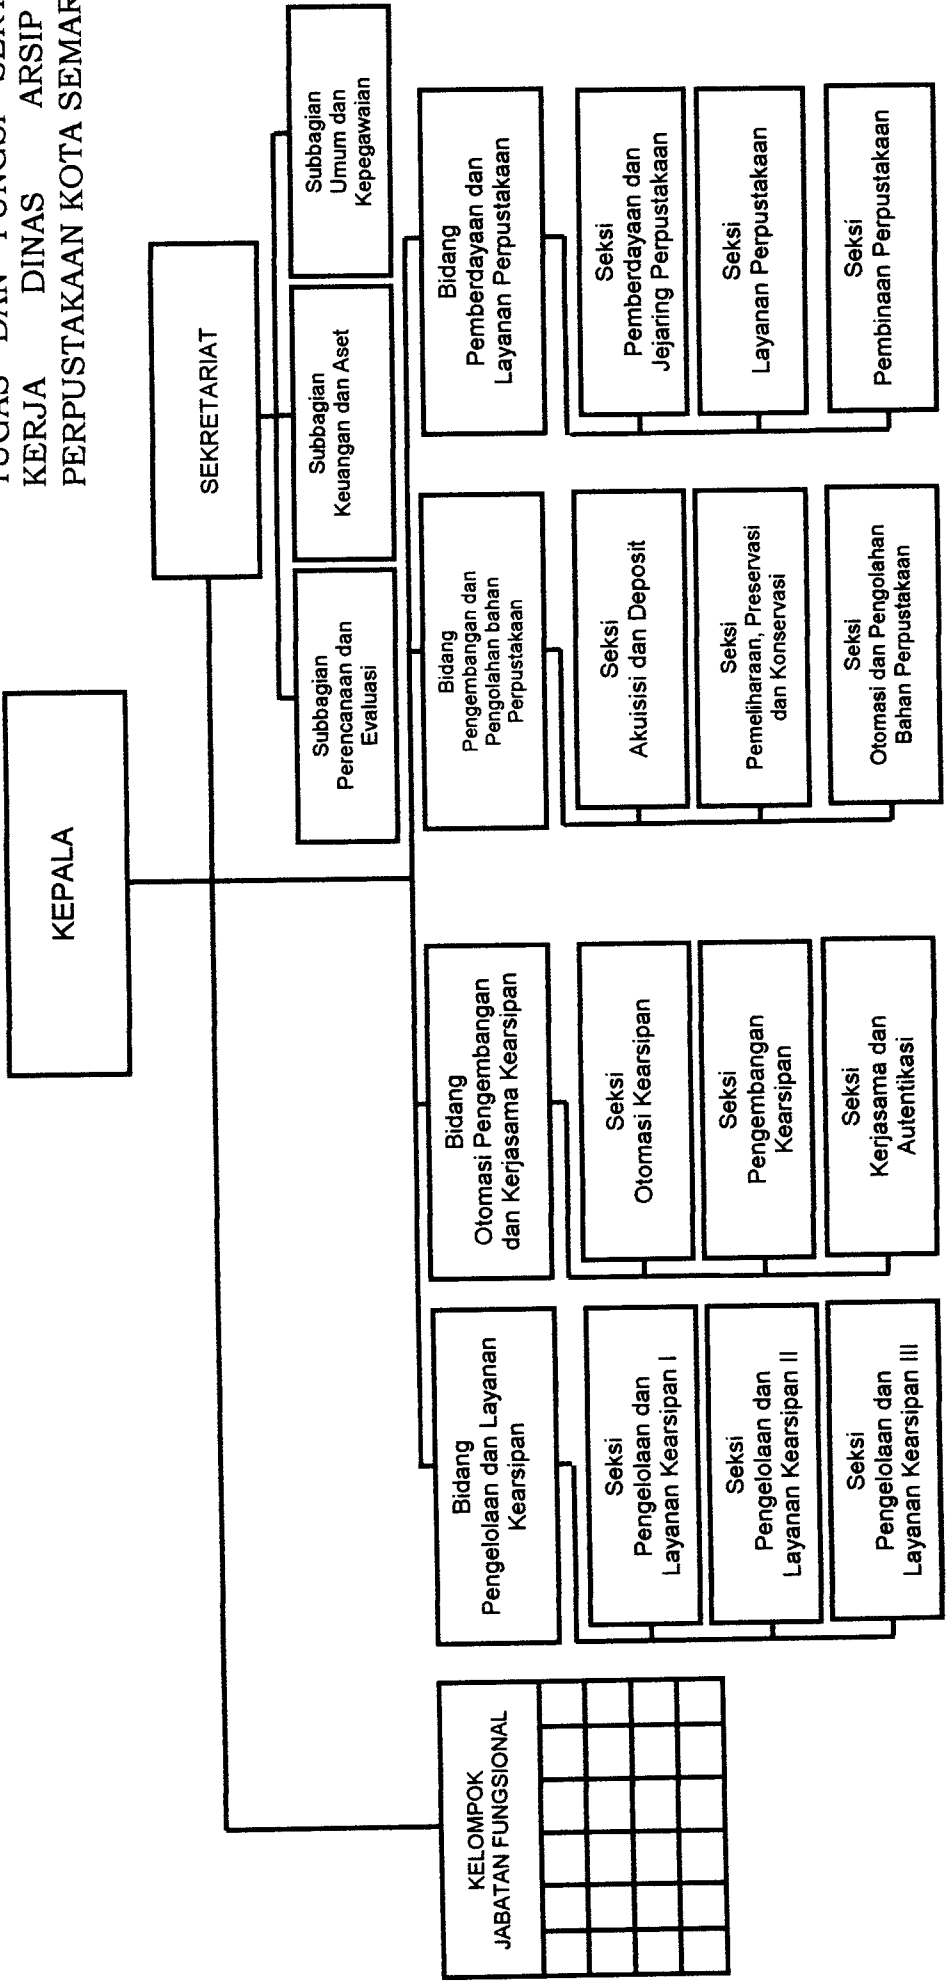 KERJA DINAS ARSIP
PERPUSTAKAAN KOTA
KEPALA
SEKRETARIAT
Subbagian
Perencanaan dan
Evaluasi
Subbagian
Keuangan dan Aset
Subbagian
Umum dan
Kepegawaian
KELOMPOK
JABATAN FUNGSIONAL
Bidang
Pengelolaan dan Layanan
Kearsipan
Seksi
Pengelolaan dan
Layanan Kearsipan I
Seksi
Pengelolaan dan
Layanan Kearsipan II
Seksi
Pengelolaan dan
Layanan Kearsipan III
Bidang
Otomasi Pengembangan
dan Kerjasama Kearsipan
Seksi
Otomasi Kearsipan
Seksi
Pengembangan
Kearsipan
Seksi
Kerjasama dan
Autentikasi
Bidang
Pengembangan dan
Pengolahan bahan
Perpustakaan
Seksi
Akuisisi dan Deposit
Seksi
Pemeliharaan, Preservasi
dan Konservasi
Seksi
Otomasi dan Pengolahan
Bahan Perpustakaan
Bidang
Pemberdayaan dan
Layanan Perpustakaan
Seksi
Pemberdayaan dan
Jejaring Perpustakaan
Seksi
Layanan Perpustakaan
Seksi
Pembinaan Perpustakaan